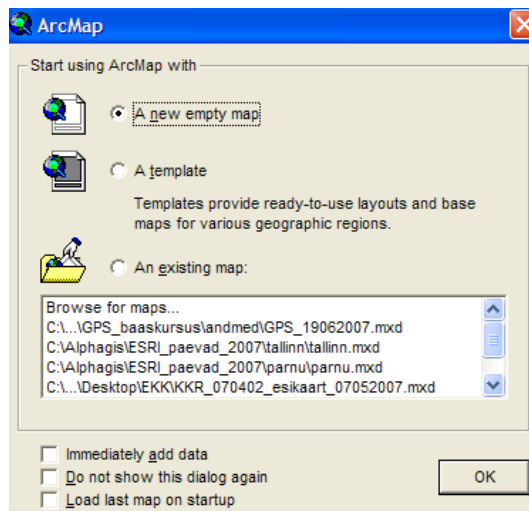 ArcMap
Start using ArcMap with
A new empty map
A template
Templates provide ready-to-use layouts and base
maps for various geographic regions.
An existing map:
Browse for maps...
C:\...\GPS_baaskursus\andmed\GPS_19062007.mxd
C:\Alphagis\ESRI_paevad_2007\tallinn\tallinn.mxd
C:\Alphagis\ESRI_paevad_2007\parnu\parnu.mxd
C:\...\Desktop\EKK\KKR_070402_esikaart_07052007.mxd
Immediately add data
Do not show this dialog again
OK
Load last map on startup